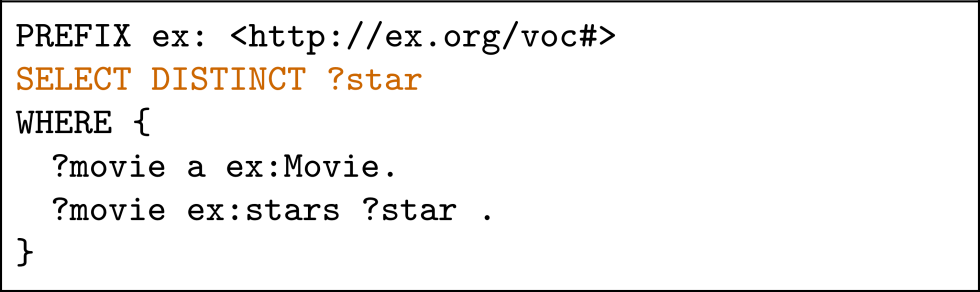 PREFIX ex: <http://ex.org/voc#>
SELECT DISTINCT ?star
WHERE {
  ?movie a ex:Movie.
  ?movie ex:stars ?star .
}